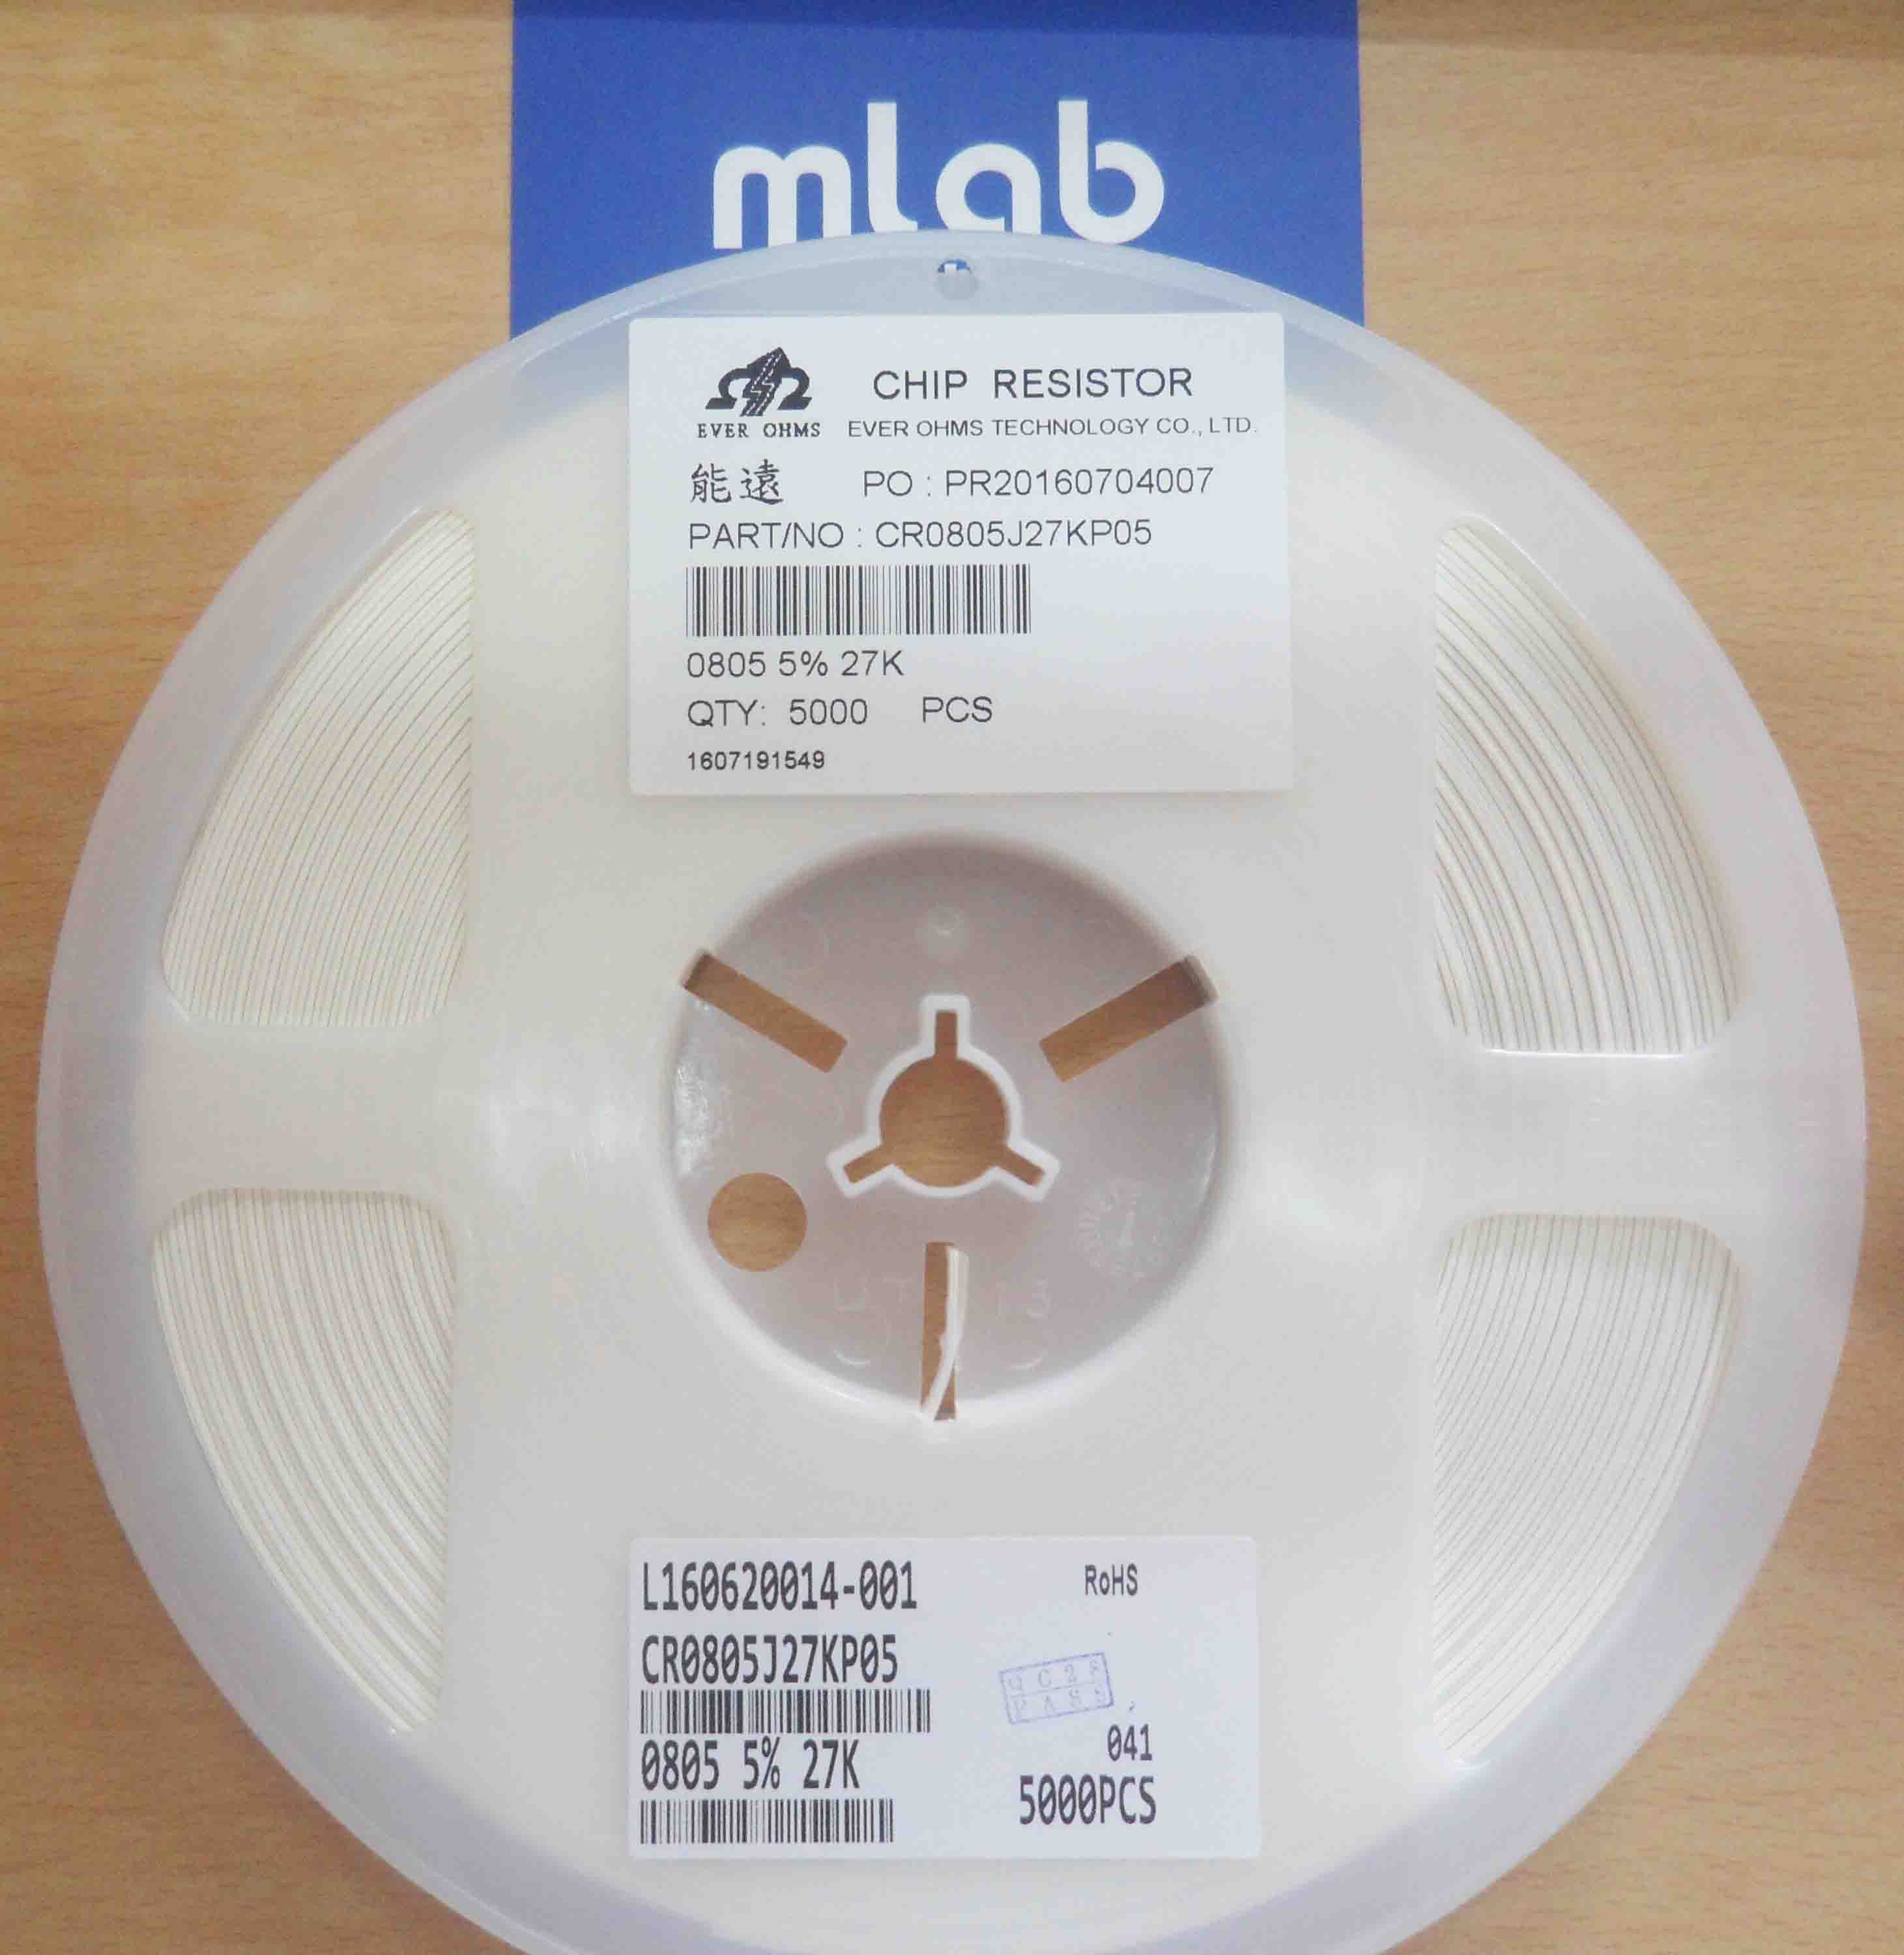 mlab
CHIP RESISTOR
EVER OHMS
EVER OHMS TECHNOLOGY CO., LTD.
能遠
PO : PR20160704007
PART/NO : CR0805J27KP05
0805 5% 27K
QTY: 5000 PCS
1607191549
L160620014-001
RoHS
CR0805J27KP05
PASS
041
0805 5% 27K
5000PCS